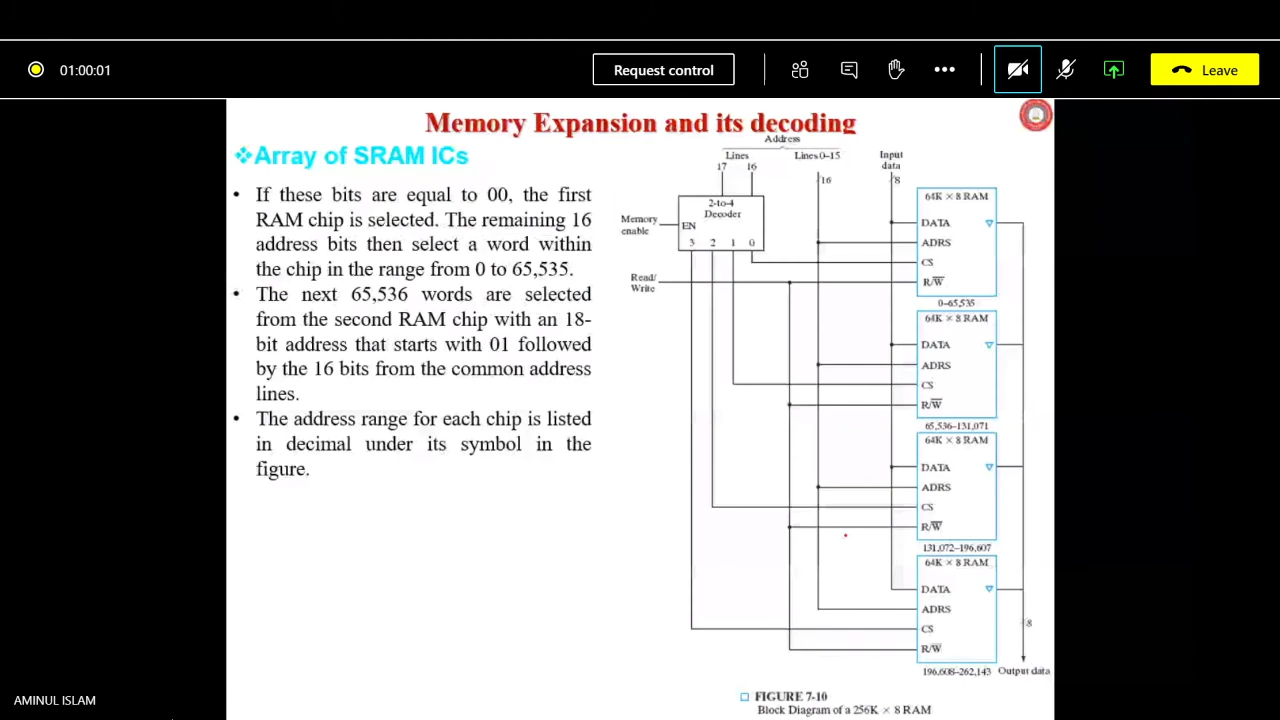 01:00:01
Request control
Leave
Memory Expansion and its decoding
❖Array of SRAM ICs
• If these bits are equal to 00, the first
RAM chip is selected. The remaining 16
address bits then select a word within
the chip in the range from 0 to 65,535.
• The next 65,536 words are selected
from the second RAM chip with an 18-
bit address that starts with 01 followed
by the 16 bits from the common address
lines.
• The address range for each chip is listed
in decimal under its symbol in the
figure.
Address
Lines
17 16
Lines 0–15
16
Input
data
8
2-to-4
Decoder
EN
3 2 1 0
Memory
enable
Read/
Write
64K × 8 RAM
DATA
ADRS
CS
R/W̅
0–65,535
64K × 8 RAM
DATA
ADRS
CS
R/W̅
65,536–131,071
64K × 8 RAM
DATA
ADRS
CS
R/W̅
131,072–196,607
64K × 8 RAM
DATA
ADRS
CS
R/W̅
196,608–262,143
8
Output data
FIGURE 7-10
Block Diagram of a 256K × 8 RAM
AMINUL ISLAM